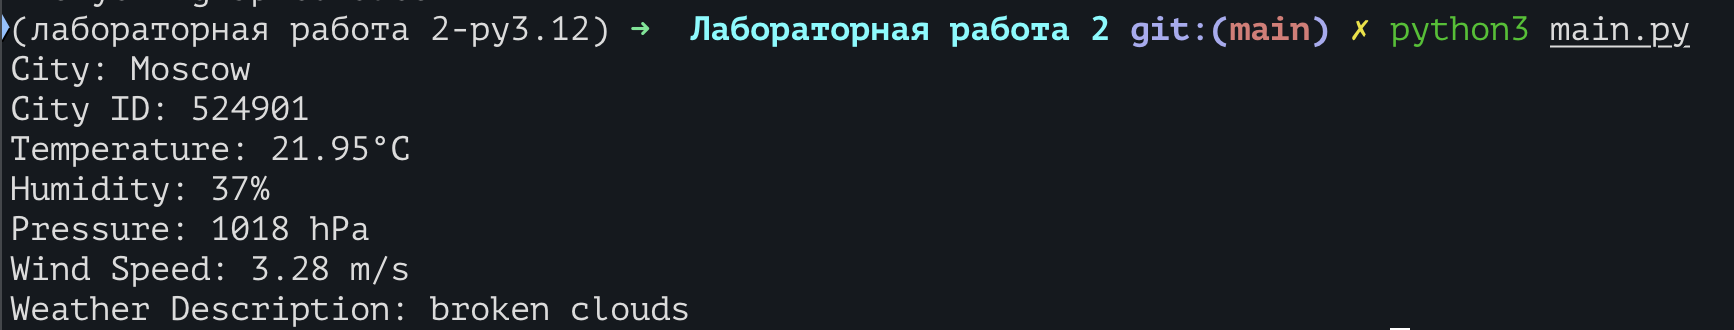 (лабораторная работа 2-py3.12) ➜ Лабораторная работа 2 git:(main) ✗ python3 main.py
City: Moscow
City ID: 524901
Temperature: 21.95°C
Humidity: 37%
Pressure: 1018 hPa
Wind Speed: 3.28 m/s
Weather Description: broken clouds